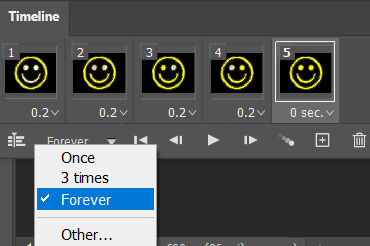 Timeline
1 2 3 4 5
0.2 0.2 0.2 0.2 0 sec.
Forever
Once
3 times
Forever
Other...